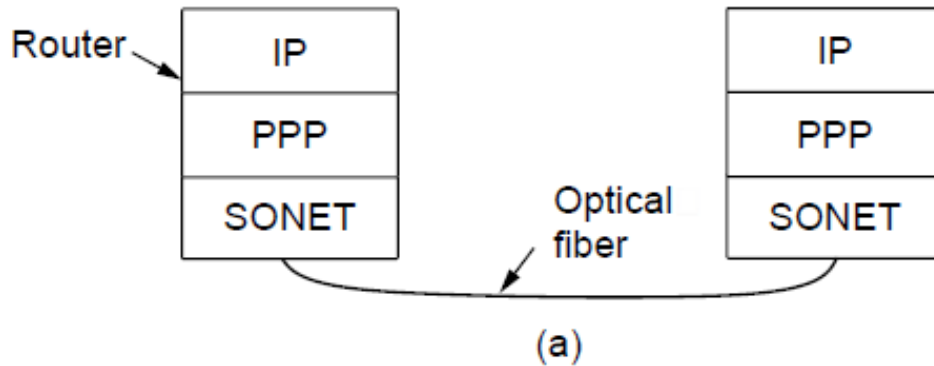 Router
IP
IP
PPP
PPP
SONET
SONET
Optical
fiber
(a)